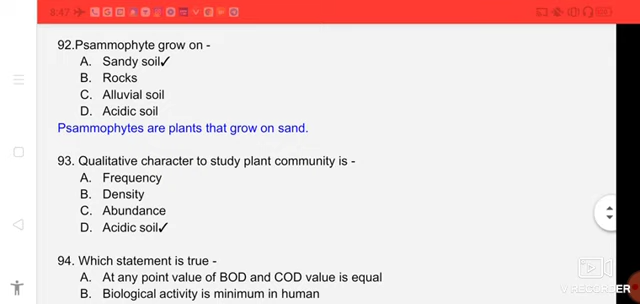 8:47
92.Psammophyte grow on -
A. Sandy soil✓
B. Rocks
C. Alluvial soil
D. Acidic soil
Psammophytes are plants that grow on sand.
93. Qualitative character to study plant community is -
A. Frequency
B. Density
C. Abundance
D. Acidic soil✓
94. Which statement is true -
A. At any point value of BOD and COD value is equal
B. Biological activity is minimum in human
V RECORDER